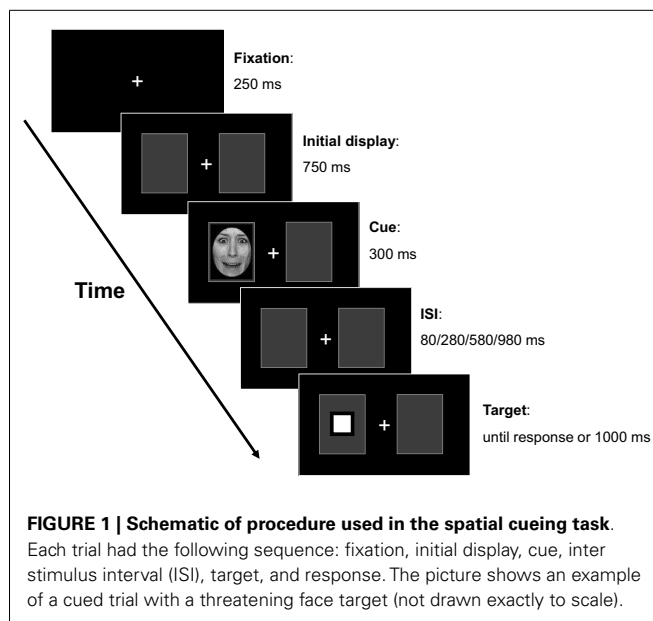 Fixation:
250 ms
Initial display:
750 ms
Cue:
300 ms
Time
ISI:
80/280/580/980 ms
Target:
until response or 1000 ms
FIGURE 1 | Schematic of procedure used in the spatial cueing task.
Each trial had the following sequence: fixation, initial display, cue, inter
stimulus interval (ISI), target, and response. The picture shows an example
of a cued trial with a threatening face target (not drawn exactly to scale).